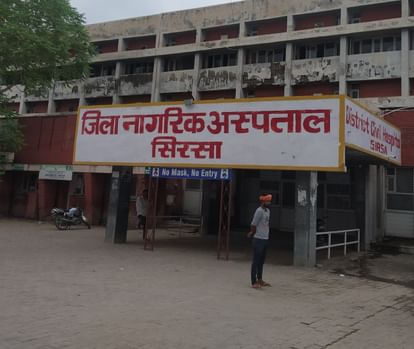 जिला नागरिक अस्पताल
सिरसा
District Civil Hospital
SIRSA
No Mask, No Entry